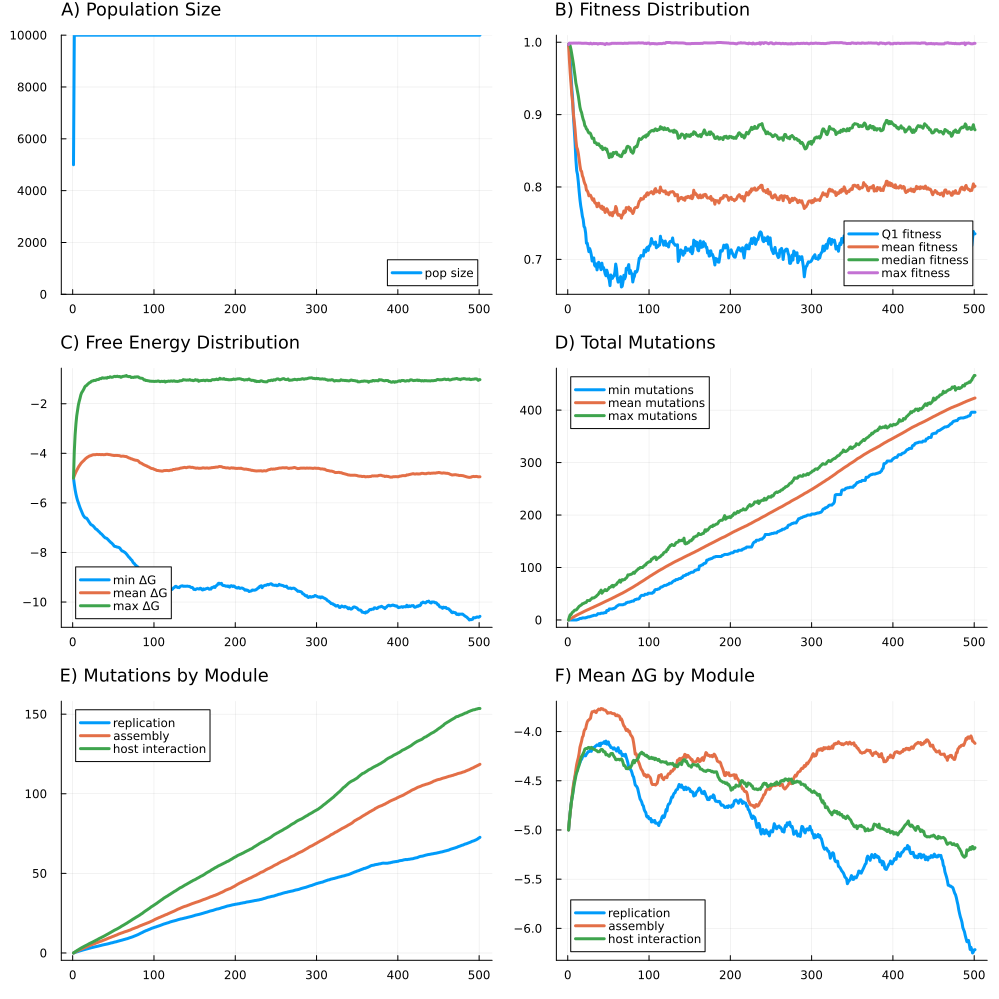 A) Population Size
10000
8000
6000
4000
2000
0
0 100 200 300 400 500
pop size
B) Fitness Distribution
1.0
0.9
0.8
0.7
0 100 200 300 400 500
Q1 fitness
mean fitness
median fitness
max fitness
C) Free Energy Distribution
−2
−4
−6
−8
−10
0 100 200 300 400 500
min ΔG
mean ΔG
max ΔG
D) Total Mutations
400
300
200
100
0
0 100 200 300 400 500
min mutations
mean mutations
max mutations
E) Mutations by Module
150
100
50
0
0 100 200 300 400 500
replication
assembly
host interaction
F) Mean ΔG by Module
−4.0
−4.5
−5.0
−5.5
−6.0
0 100 200 300 400 500
replication
assembly
host interaction